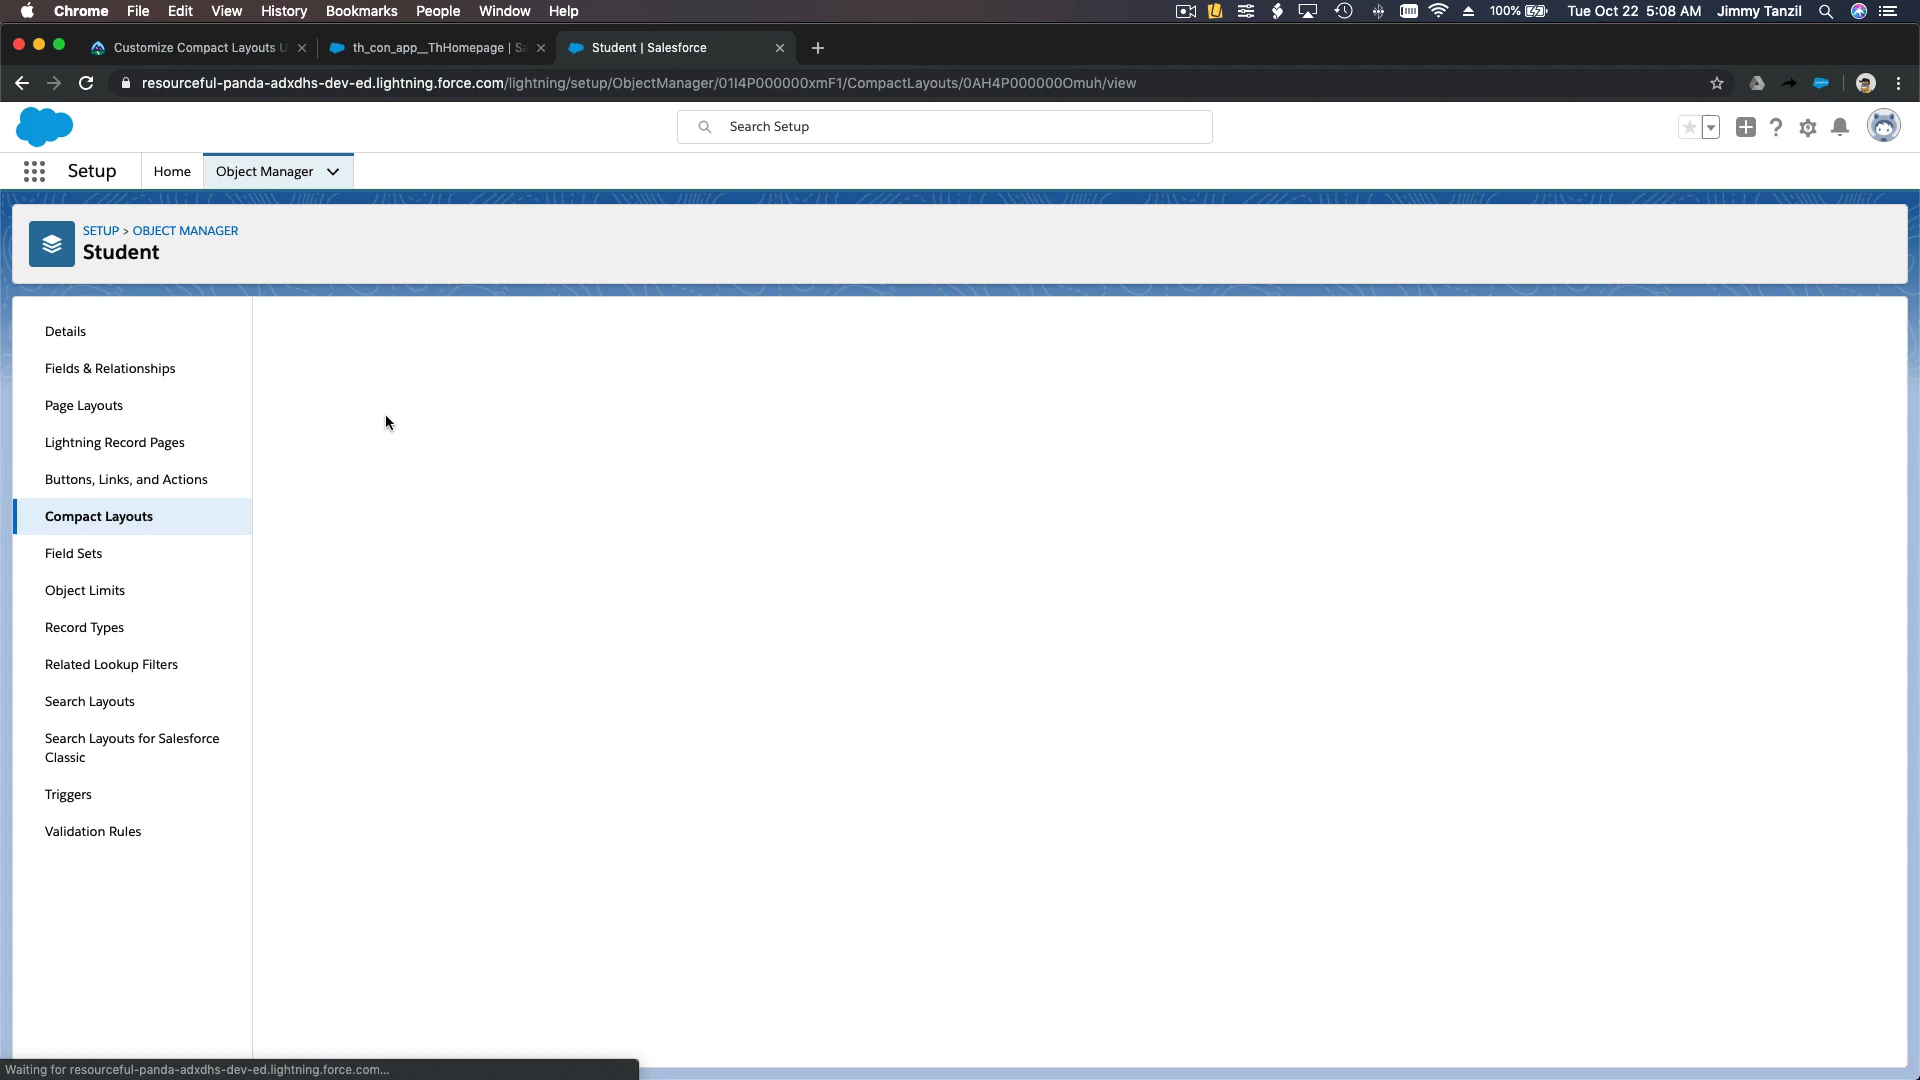 Chrome File Edit View History Bookmarks People Window Help 100% Tue Oct 22 5:08 AM Jimmy Tanzil
Customize Compact Layouts U
th_con_app__ThHomepage | Sa
Student | Salesforce
resourceful-panda-adxdhs-dev-ed.lightning.force.com/lightning/setup/ObjectManager/01I4P000000xmF1/CompactLayouts/0AH4P000000Omuh/view
Search Setup
Setup Home Object Manager
SETUP > OBJECT MANAGER
Student
Details
Fields & Relationships
Page Layouts
Lightning Record Pages
Buttons, Links, and Actions
Compact Layouts
Field Sets
Object Limits
Record Types
Related Lookup Filters
Search Layouts
Search Layouts for Salesforce
Classic
Triggers
Validation Rules
Waiting for resourceful-panda-adxdhs-dev-ed.lightning.force.com...